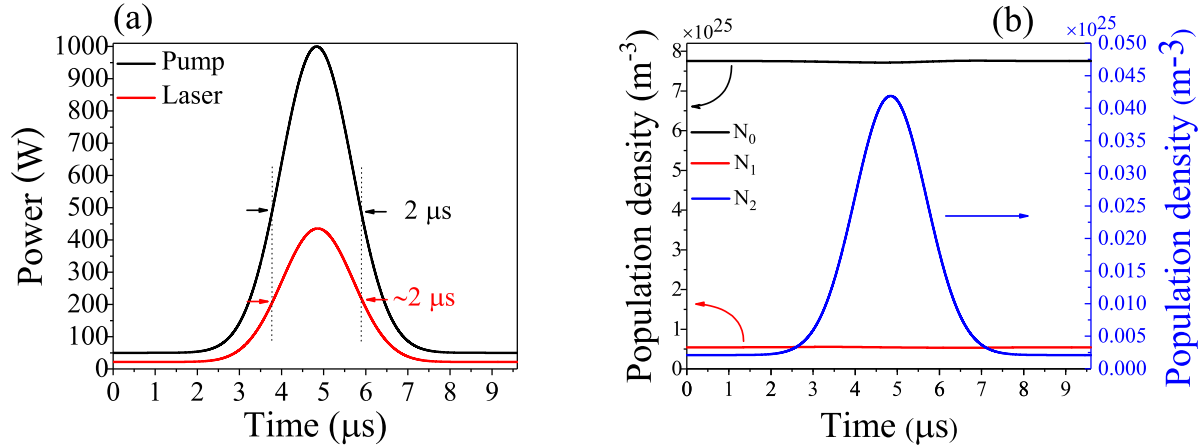 (a)
1000
900
800
700
600
500
400
300
200
100
0
Power (W)
Pump
Laser
2 μs
~2 μs
0 1 2 3 4 5 6 7 8 9
Time (μs)
(b)
×10²⁵
×10²⁵
8
7
6
5
4
3
2
1
0
Population density (m⁻³)
N₀
N₁
N₂
0.050
0.045
0.040
0.035
0.030
0.025
0.020
0.015
0.010
0.005
0.000
Population density (m⁻³)
0 1 2 3 4 5 6 7 8 9
Time (μs)